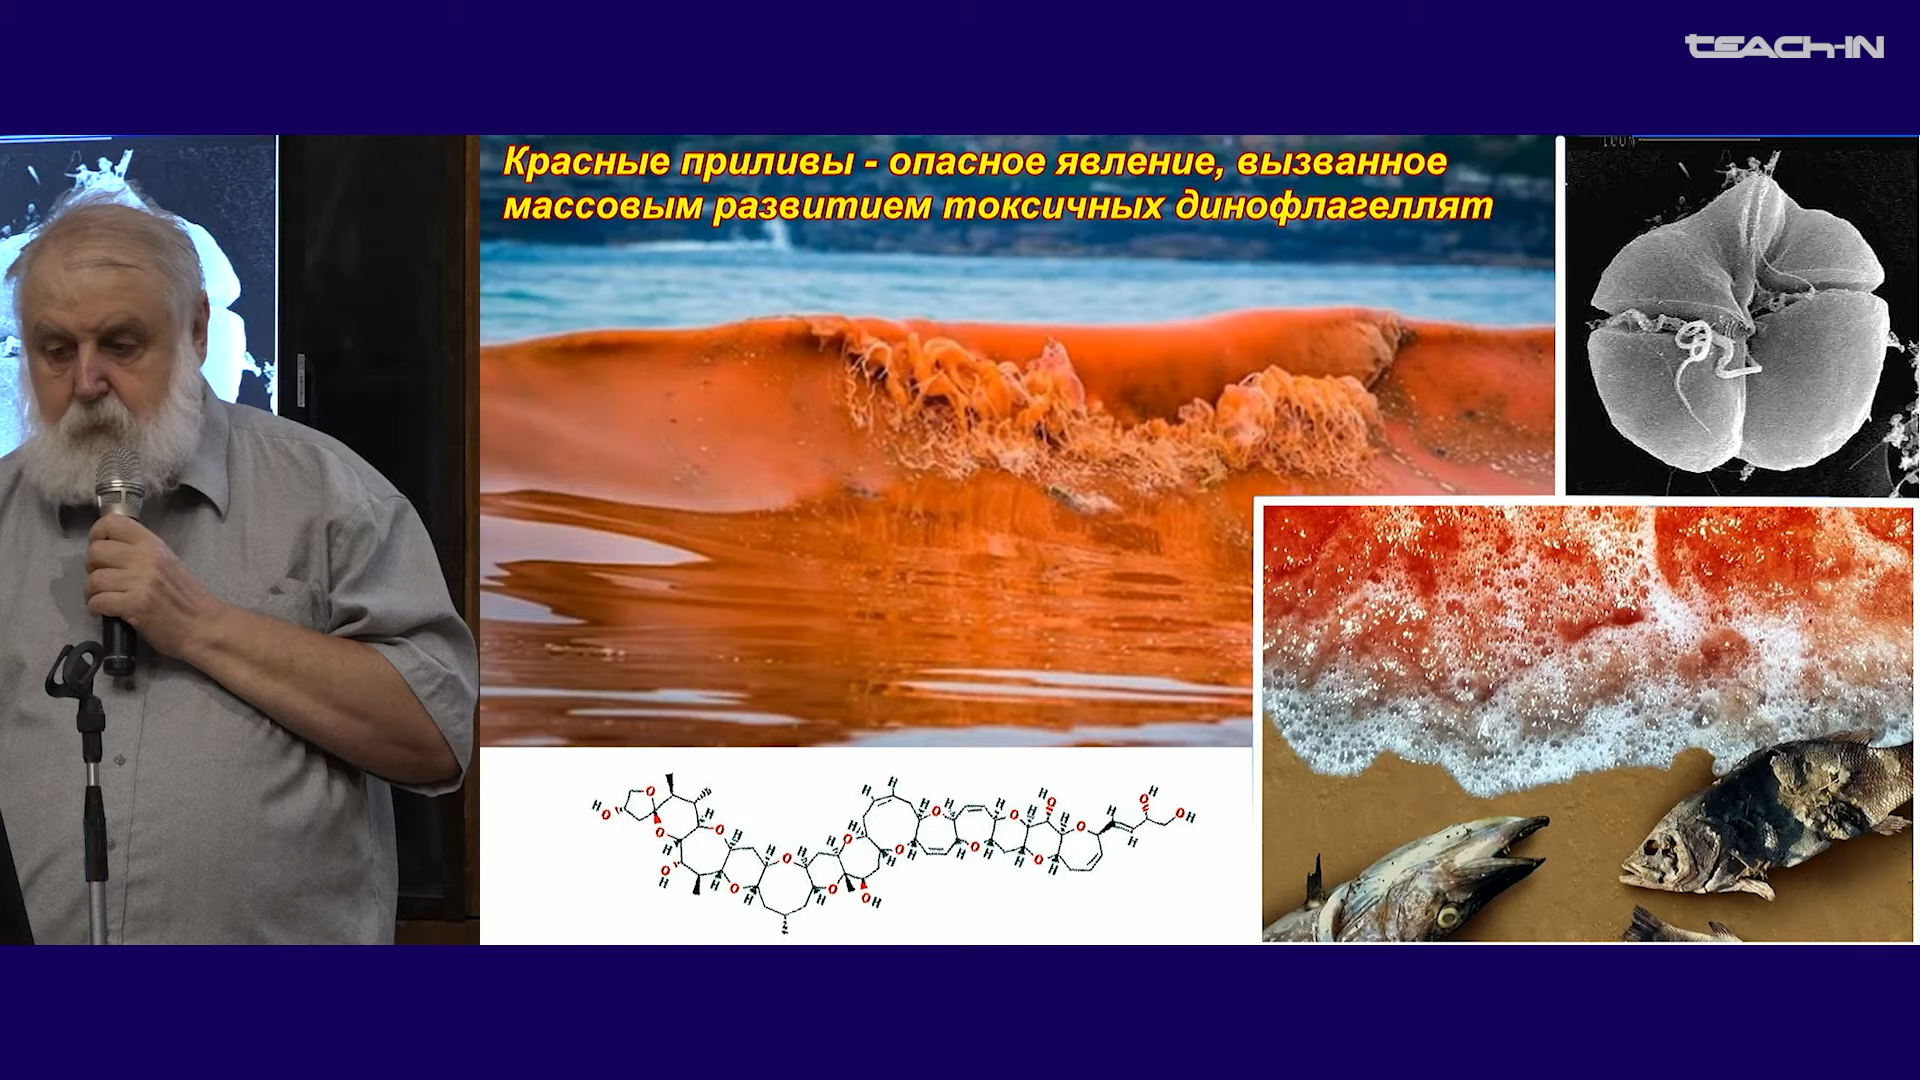 TEACH-IN
Красные приливы - опасное явление, вызванное
массовым развитием токсичных динофлагеллят